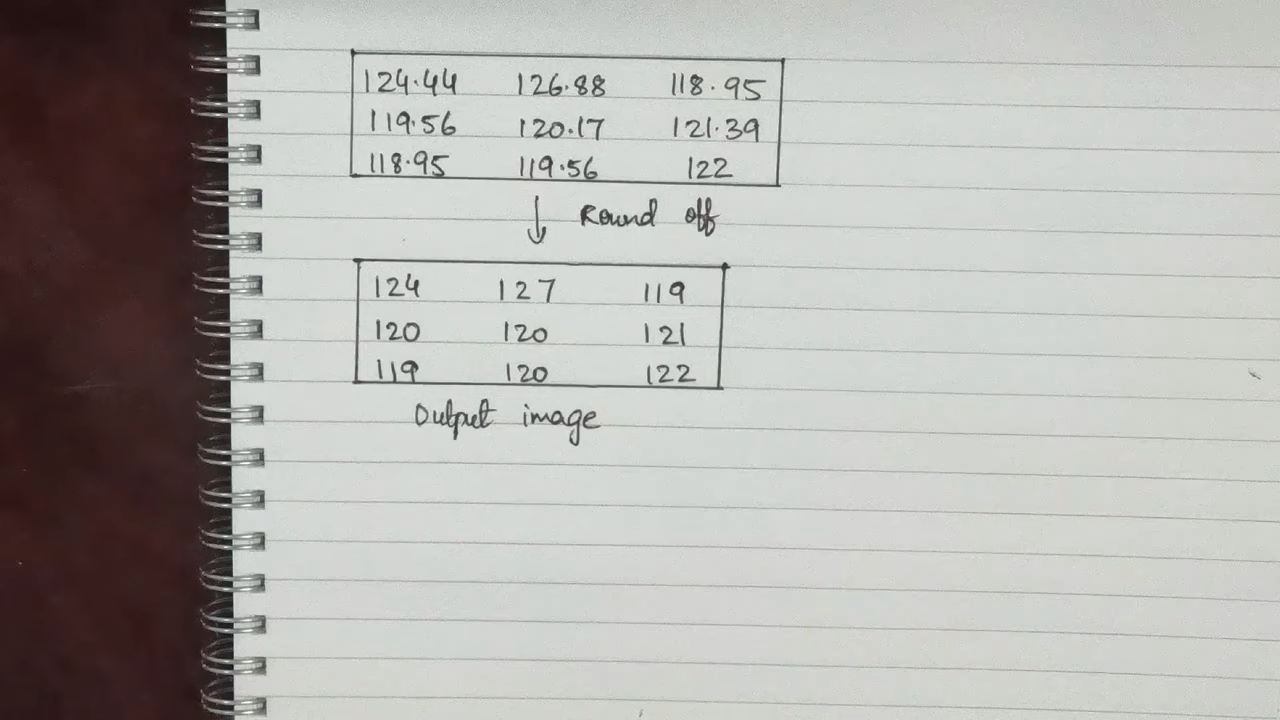 124.44 126.88 118.95
119.56 120.17 121.39
118.95 119.56 122
↓ Round off
124 127 119
120 120 121
119 120 122
Output image